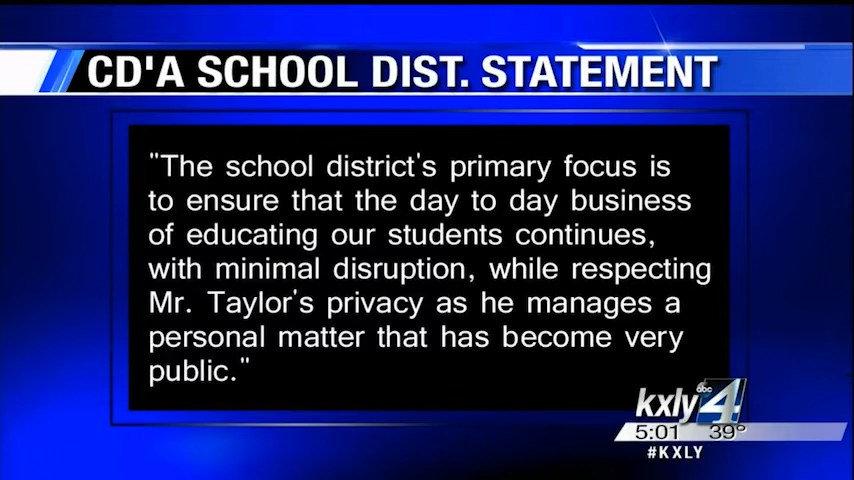 CD'A SCHOOL DIST. STATEMENT
"The school district's primary focus is
to ensure that the day to day business
of educating our students continues,
with minimal disruption, while respecting
Mr. Taylor's privacy as he manages a
personal matter that has become very
public."
kxly abc 4
5:01 39°
#KXLY